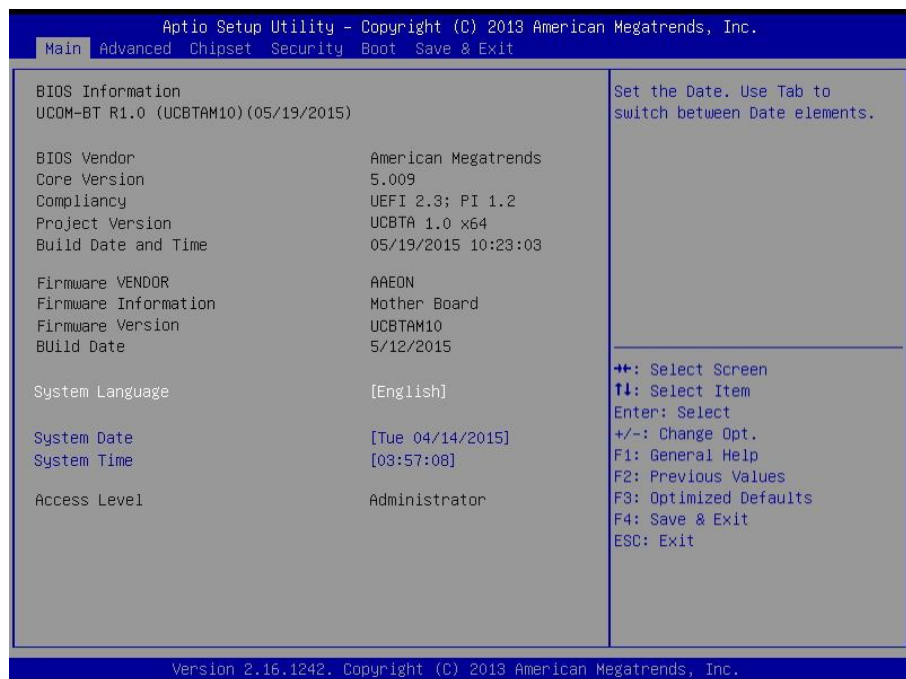 Aptio Setup Utility – Copyright (C) 2013 American Megatrends, Inc.
Main Advanced Chipset Security Boot Save & Exit
BIOS Information
UCOM-BT R1.0 (UCBTAM10)(05/19/2015)
BIOS Vendor American Megatrends
Core Version 5.009
Compliancy UEFI 2.3; PI 1.2
Project Version UCBTA 1.0 x64
Build Date and Time 05/19/2015 10:23:03
Firmware VENDOR AAEON
Firmware Information Mother Board
Firmware Version UCBTAM10
BUild Date 5/12/2015
System Language [English]
System Date [Tue 04/14/2015]
System Time [03:57:08]
Access Level Administrator
Set the Date. Use Tab to
switch between Date elements.
→←: Select Screen
↑↓: Select Item
Enter: Select
+/-: Change Opt.
F1: General Help
F2: Previous Values
F3: Optimized Defaults
F4: Save & Exit
ESC: Exit
Version 2.16.1242. Copyright (C) 2013 American Megatrends, Inc.